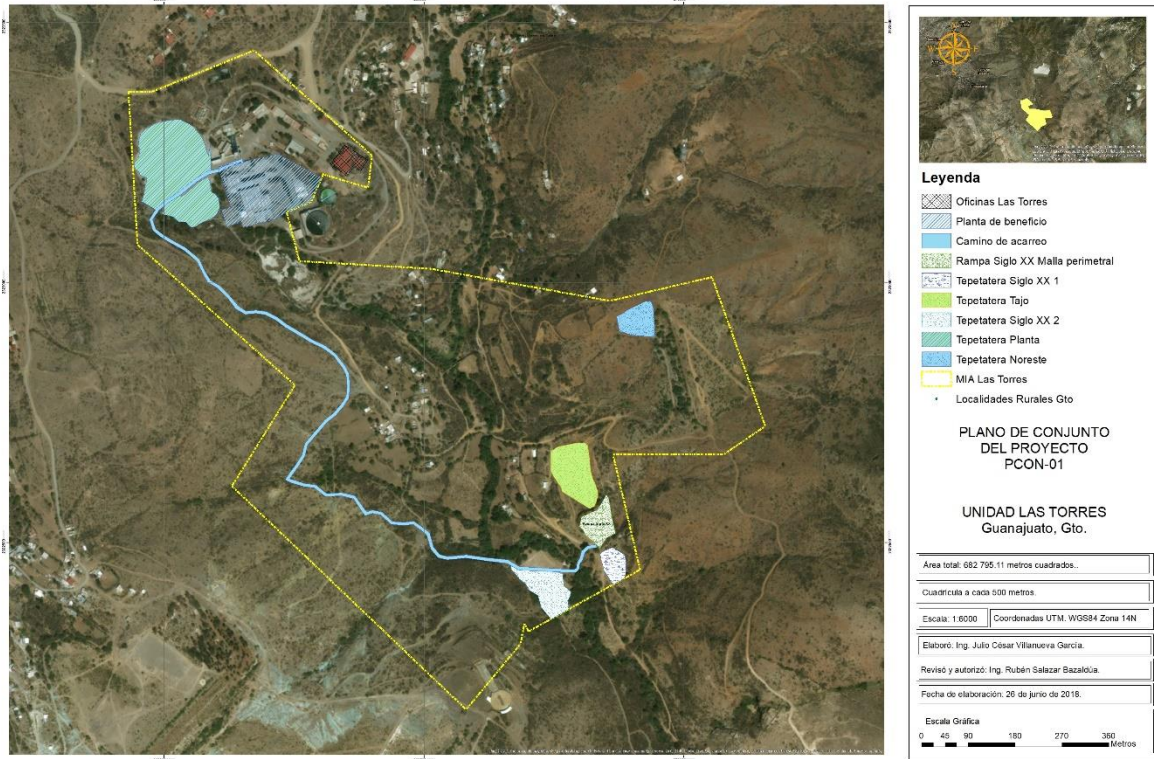 Leyenda
Oficinas Las Torres
Planta de beneficio
Camino de acarreo
Rampa Siglo XX Malla perimetral
Tepetatera Siglo XX 1
Tepetatera Tajo
Tepetatera Siglo XX 2
Tepetatera Planta
Tepetatera Noreste
MIA Las Torres
Localidades Rurales Gto
PLANO DE CONJUNTO
DEL PROYECTO
PCON-01
UNIDAD LAS TORRES
Guanajuato, Gto.
Área total: 682 795.11 metros cuadrados..
Cuadrícula a cada 500 metros.
Escala: 1:6000 Coordenadas UTM. WGS84 Zona 14N
Elaboró: Ing. Julio César Villanueva García.
Revisó y autorizó: Ing. Rubén Salazar Bazaldúa.
Fecha de elaboración: 26 de junio de 2018.
Escala Gráfica
0 45 90 180 270 360
Metros